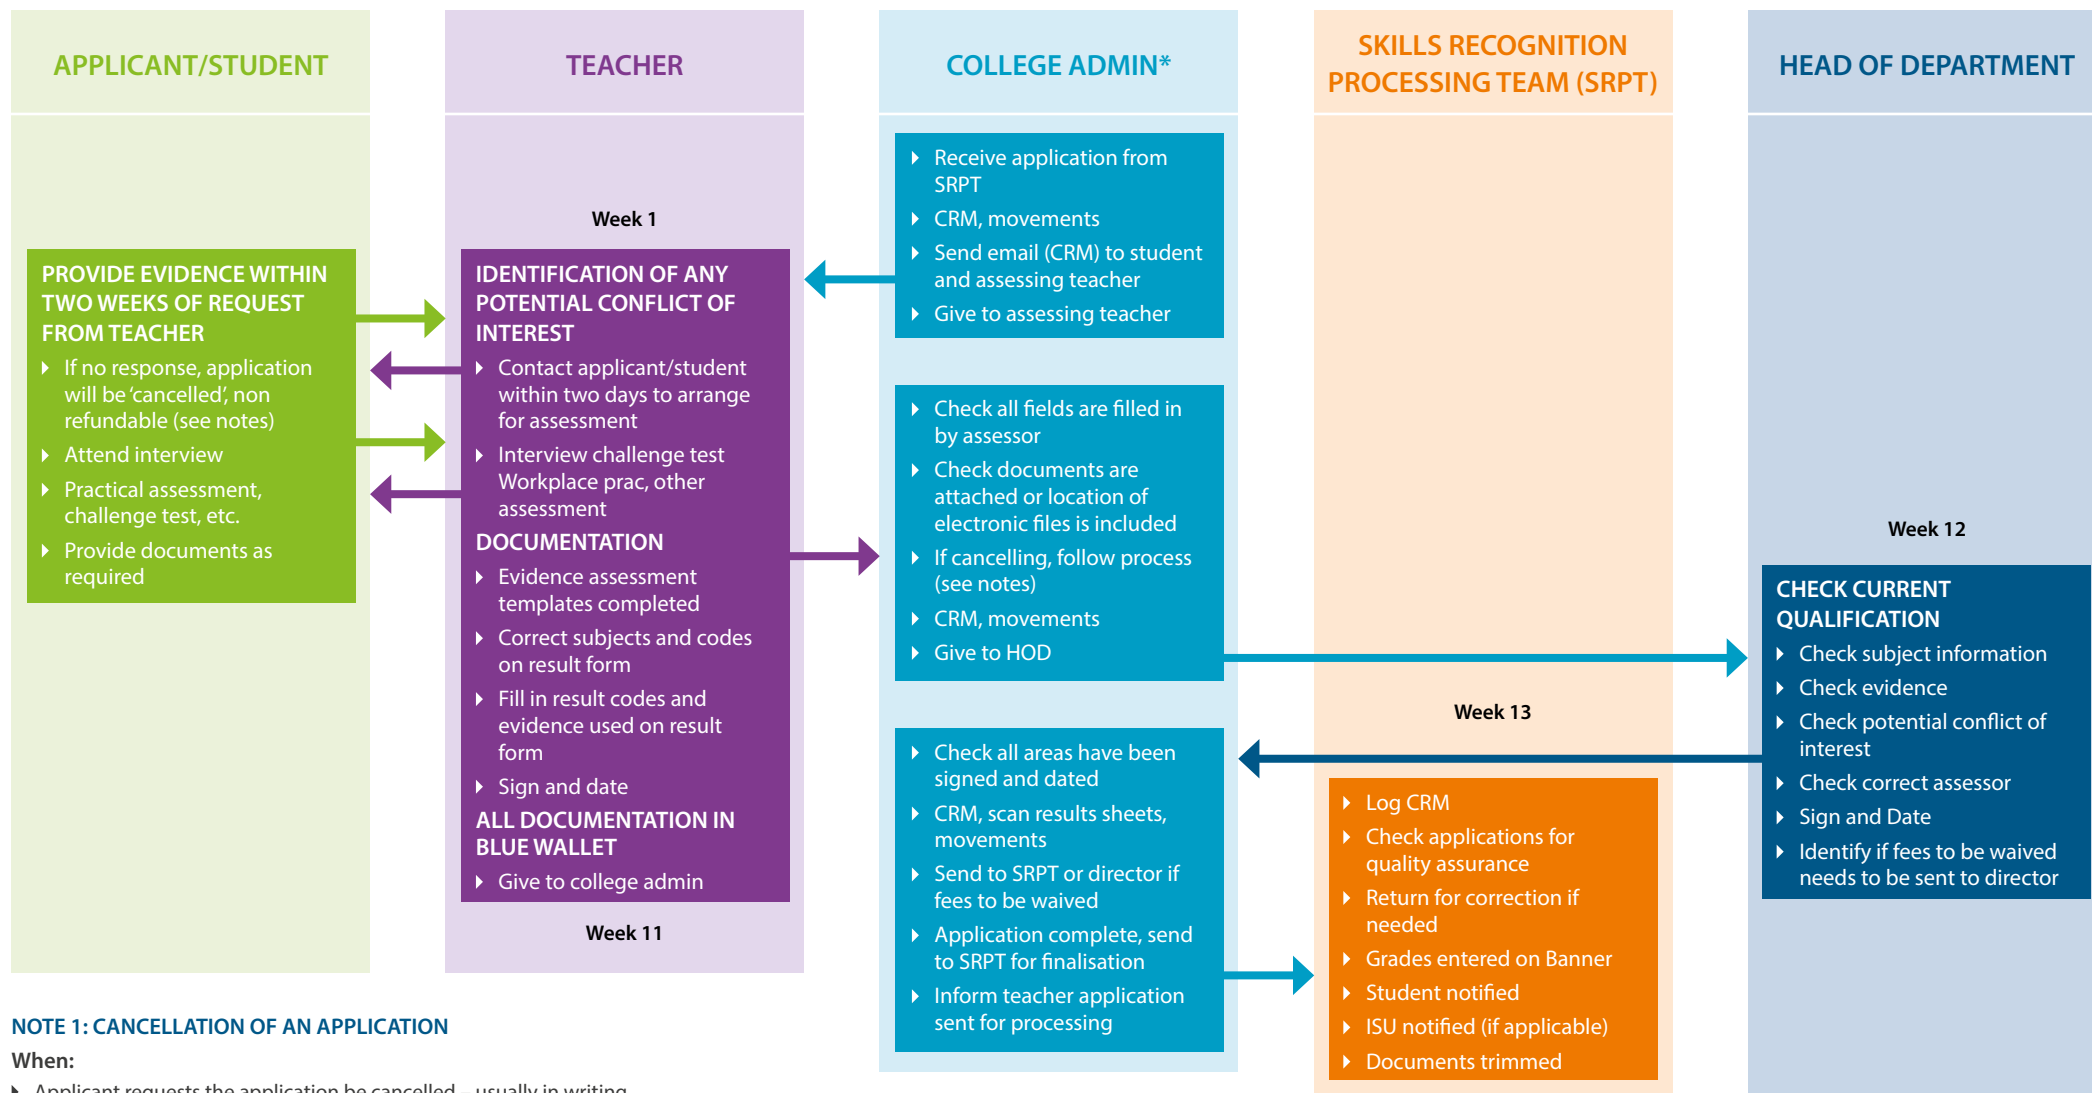 APPLICANT/STUDENT
PROVIDE EVIDENCE WITHIN
TWO WEEKS OF REQUEST
FROM TEACHER
If no response, application
will be ‘cancelled’, non
refundable (see notes)
Attend interview
Practical assessment,
challenge test, etc.
Provide documents as
required
TEACHER
Week 1
IDENTIFICATION OF ANY
POTENTIAL CONFLICT OF
INTEREST
Contact applicant/student
within two days to arrange
for assessment
Interview challenge test
Workplace prac, other
assessment
DOCUMENTATION
Evidence assessment
templates completed
Correct subjects and codes
on result form
Fill in result codes and
evidence used on result
form
Sign and date
ALL DOCUMENTATION IN
BLUE WALLET
Give to college admin
Week 11
COLLEGE ADMIN*
Receive application from
SRPT
CRM, movements
Send email (CRM) to student
and assessing teacher
Give to assessing teacher
Check all fields are filled in
by assessor
Check documents are
attached or location of
electronic files is included
If cancelling, follow process
(see notes)
CRM, movements
Give to HOD
Check all areas have been
signed and dated
CRM, scan results sheets,
movements
Send to SRPT or director if
fees to be waived
Application complete, send
to SRPT for finalisation
Inform teacher application
sent for processing
SKILLS RECOGNITION
PROCESSING TEAM (SRPT)
Week 13
Log CRM
Check applications for
quality assurance
Return for correction if
needed
Grades entered on Banner
Student notified
ISU notified (if applicable)
Documents trimmed
HEAD OF DEPARTMENT
Week 12
CHECK CURRENT
QUALIFICATION
Check subject information
Check evidence
Check potential conflict of
interest
Check correct assessor
Sign and Date
Identify if fees to be waived
needs to be sent to director
NOTE 1: CANCELLATION OF AN APPLICATION
When:
Applicant requests the application be cancelled – usually in writing